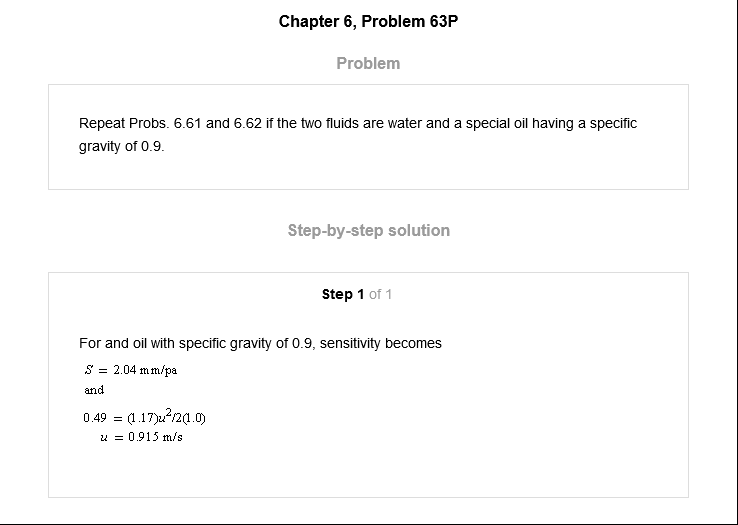 Chapter 6, Problem 63P
Problem
Repeat Probs. 6.61 and 6.62 if the two fluids are water and a special oil having a specific
gravity of 0.9.
Step-by-step solution
Step 1 of 1
For and oil with specific gravity of 0.9, sensitivity becomes
S = 2.04 mm/pa
and
0.49 = (1.17)u²/2(1.0)
u = 0.915 m/s